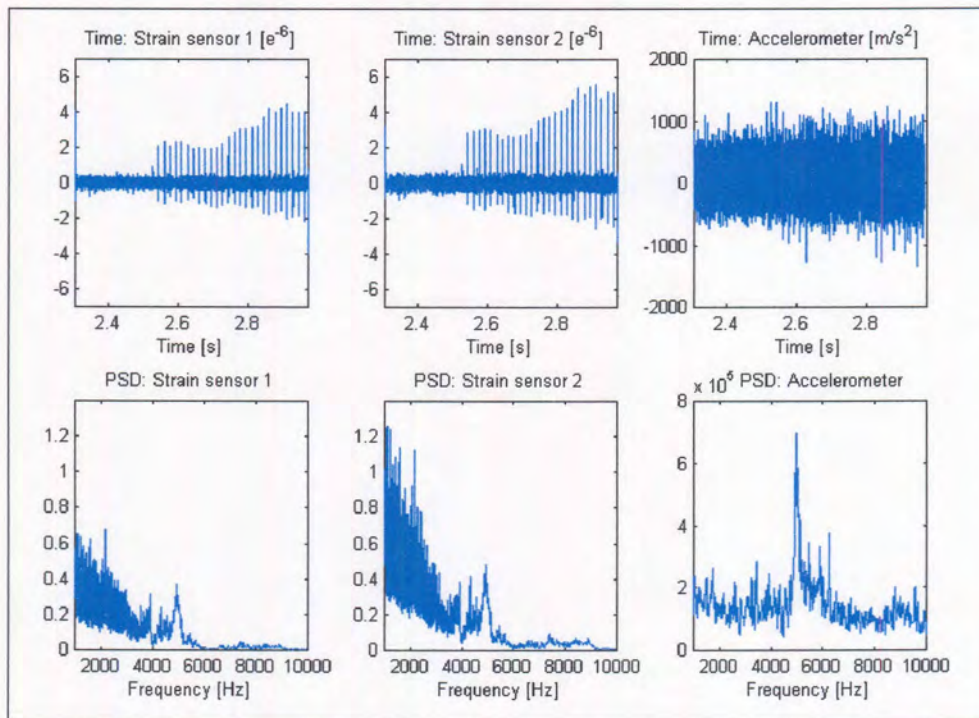 Time: Strain sensor 1 [e⁻⁶]
6
4
2
0
-2
-4
-6
2.4 2.6 2.8
Time [s]
Time: Strain sensor 2 [e⁻⁶]
6
4
2
0
-2
-4
-6
2.4 2.6 2.8
Time [s]
Time: Accelerometer [m/s²]
2000
1000
0
-1000
-2000
2.4 2.6 2.8
Time [s]
PSD: Strain sensor 1
1.2
1
0.8
0.6
0.4
0.2
0
2000 4000 6000 8000 10000
Frequency [Hz]
PSD: Strain sensor 2
1.2
1
0.8
0.6
0.4
0.2
0
2000 4000 6000 8000 10000
Frequency [Hz]
x 10⁶ PSD: Accelerometer
8
6
4
2
0
2000 4000 6000 8000 10000
Frequency [Hz]